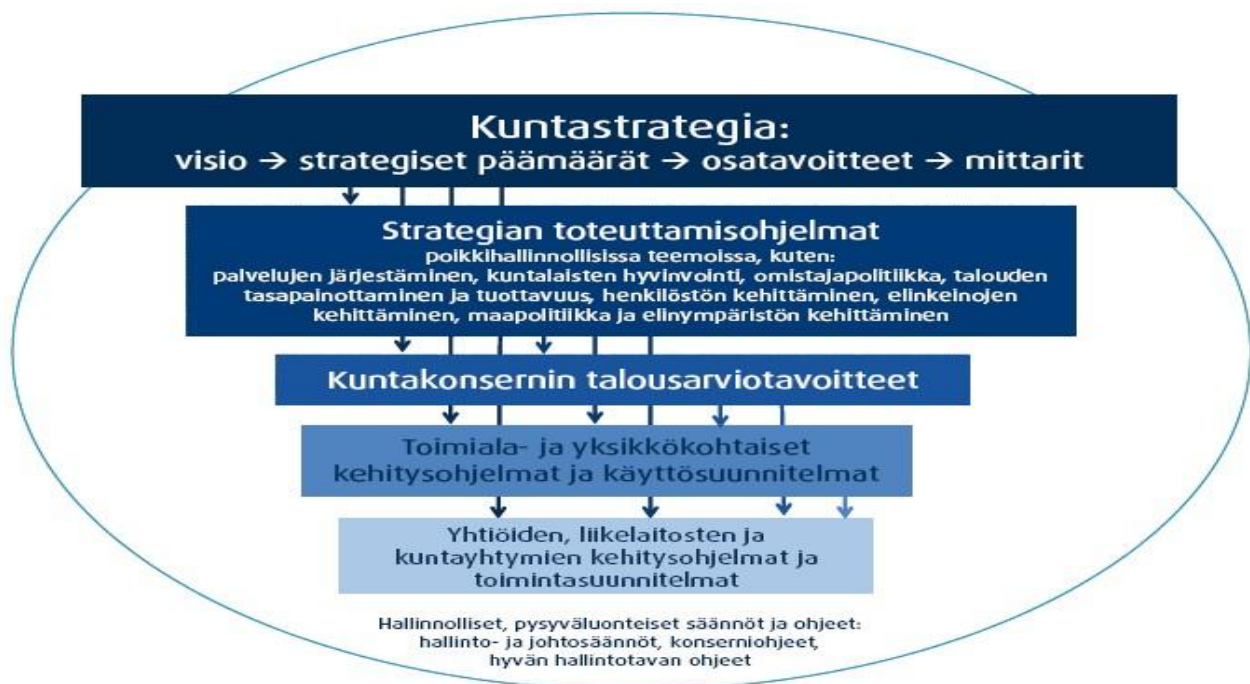 Kuntastrategia:
visio → strategiset päämäärät → osatavoitteet → mittarit
Strategian toteuttamisohjelmat
poikkihallinnollisissa teemoissa, kuten:
palvelujen järjestäminen, kuntalaisten hyvinvointi, omistajapolitiikka, talouden
tasapainottaminen ja tuottavuus, henkilöstön kehittäminen, elinkeinojen
kehittäminen, maapolitiikka ja elinympäristön kehittäminen
Kuntakonsernin talousarviotavoitteet
Toimiala- ja yksikkökohtaiset
kehitysohjelmat ja käyttösuunnitelmat
Yhtiöiden, liikelaitosten ja
kuntayhtymien kehitysohjelmat ja
toimintasuunnitelmat
Hallinnolliset, pysyväluonteiset säännöt ja ohjeet:
hallinto- ja johtosäännöt, konserniohjeet,
hyvän hallintotavan ohjeet